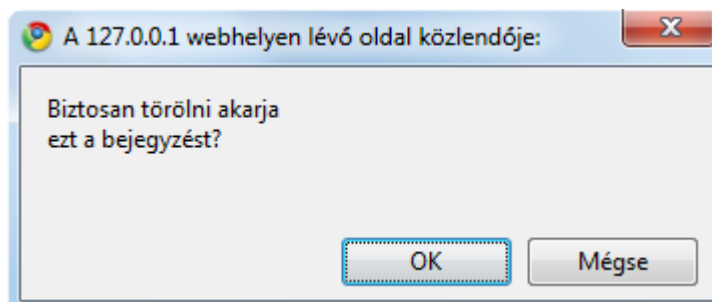 A 127.0.0.1 webhelyen lévő oldal közlendője:
Biztosan törölni akarja
ezt a bejegyzést?
OK
Mégse